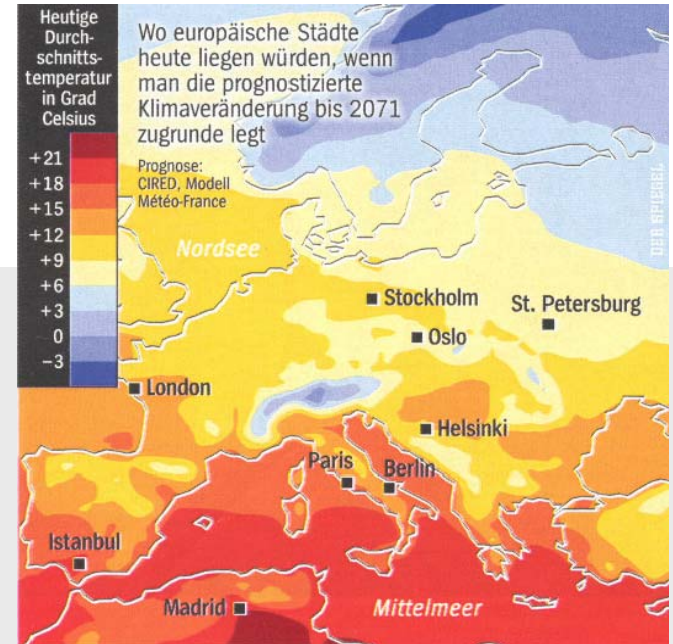 Heutige
Durch-
schnitts-
temperatur
in Grad
Celsius
+21
+18
+15
+12
+9
+6
+3
0
−3
Wo europäische Städte
heute liegen würden, wenn
man die prognostizierte
Klimaveränderung bis 2071
zugrunde legt
Prognose:
CIRED, Modell
Météo-France
DER SPIEGEL
Nordsee
Stockholm
St. Petersburg
Oslo
London
Helsinki
Paris
Berlin
Istanbul
Madrid
Mittelmeer